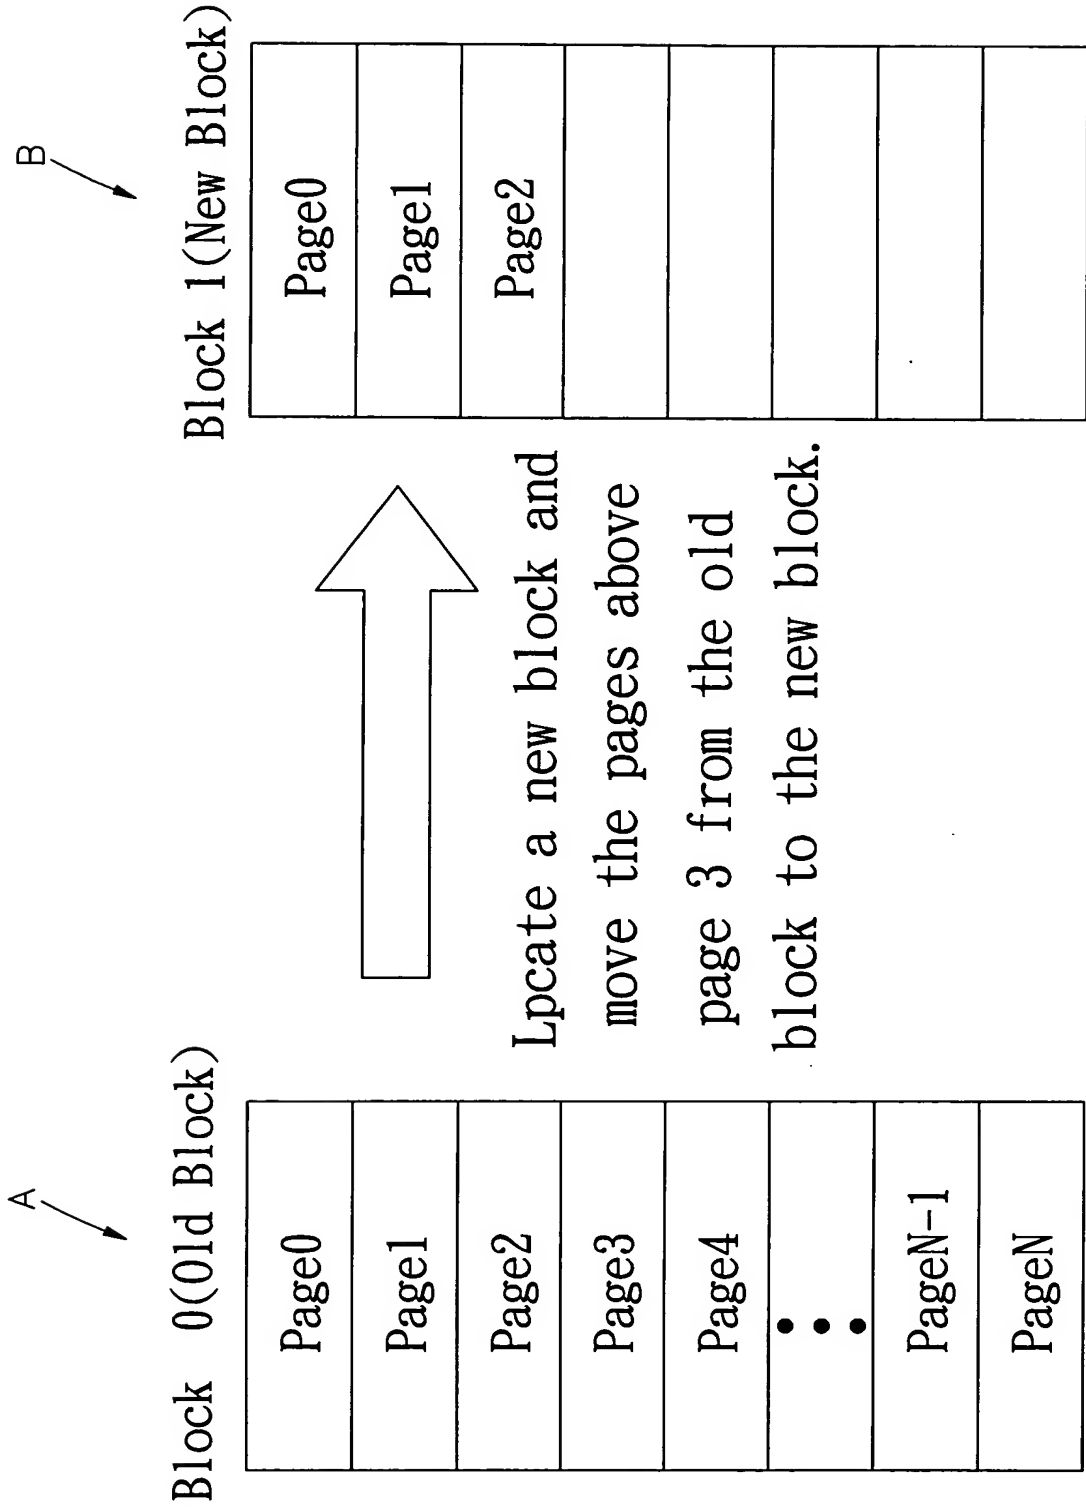 A
Block 0(Old Block)
Page0
Page1
Page2
Page3
Page4
PageN-1
PageN
Lpcate a new block and
move the pages above
page 3 from the old
block to the new block.
B
Block 1(New Block)
Page0
Page1
Page2